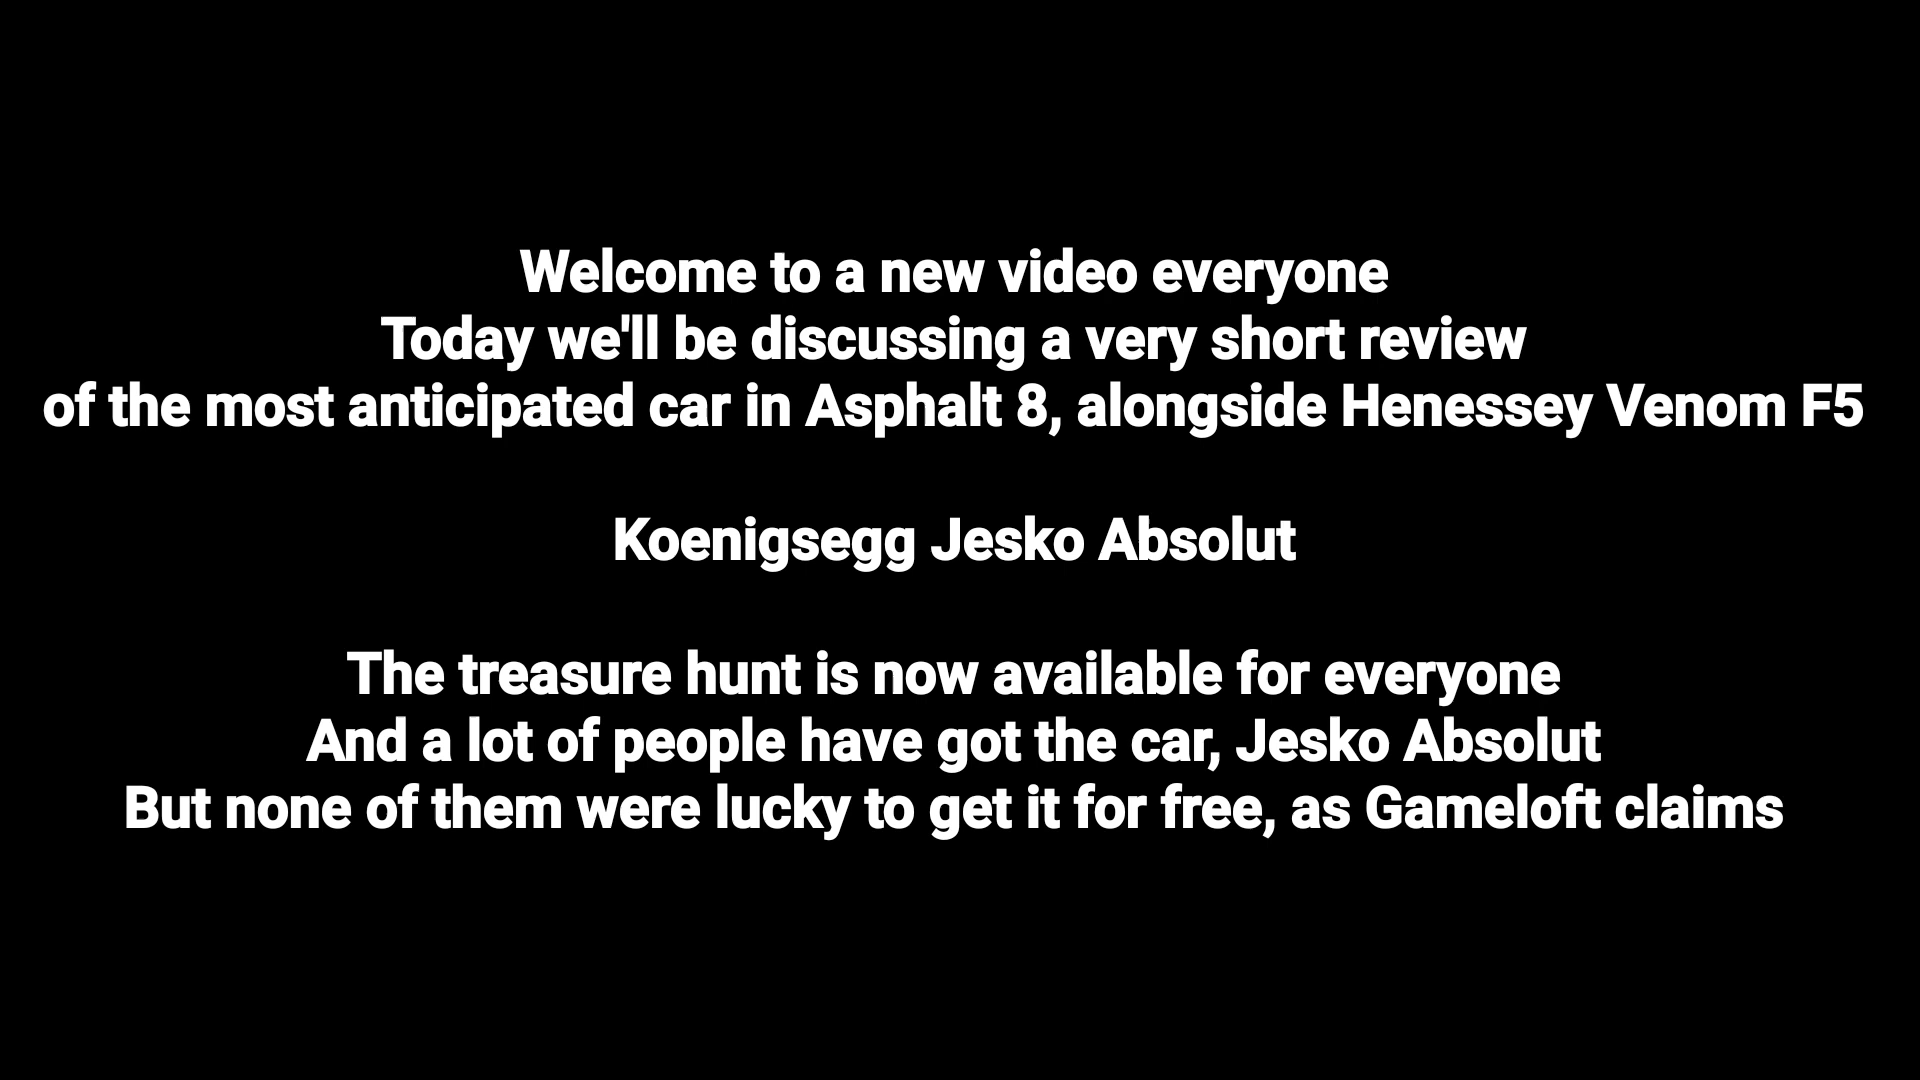 Welcome to a new video everyone
Today we'll be discussing a very short review
of the most anticipated car in Asphalt 8, alongside Henessey Venom F5
Koenigsegg Jesko Absolut
The treasure hunt is now available for everyone
And a lot of people have got the car, Jesko Absolut
But none of them were lucky to get it for free, as Gameloft claims